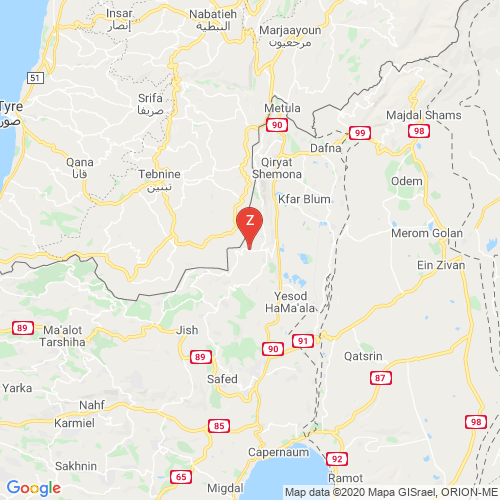 Insar
إنصار
Nabatieh
النبطية
Marjaayoun
مرجعيون
51
Srifa
صريفا
Metula
90
Majdal Shams
99
98
Tyre
صور
Qana
قانا
Tebnine
تبنين
Qiryat
Shemona
Dafna
Odem
Kfar Blum
Z
Merom Golan
Ein Zivan
Yesod
HaMa'ala
89
Ma'alot
Tarshiha
Jish
91
90
89
Qatsrin
Safed
87
Yarka
Nahf
Karmiel
85
98
Sakhnin
65
Capernaum
92
Ramot
Migdal
Google
Map data ©2020 Mapa GISrael, ORION-ME